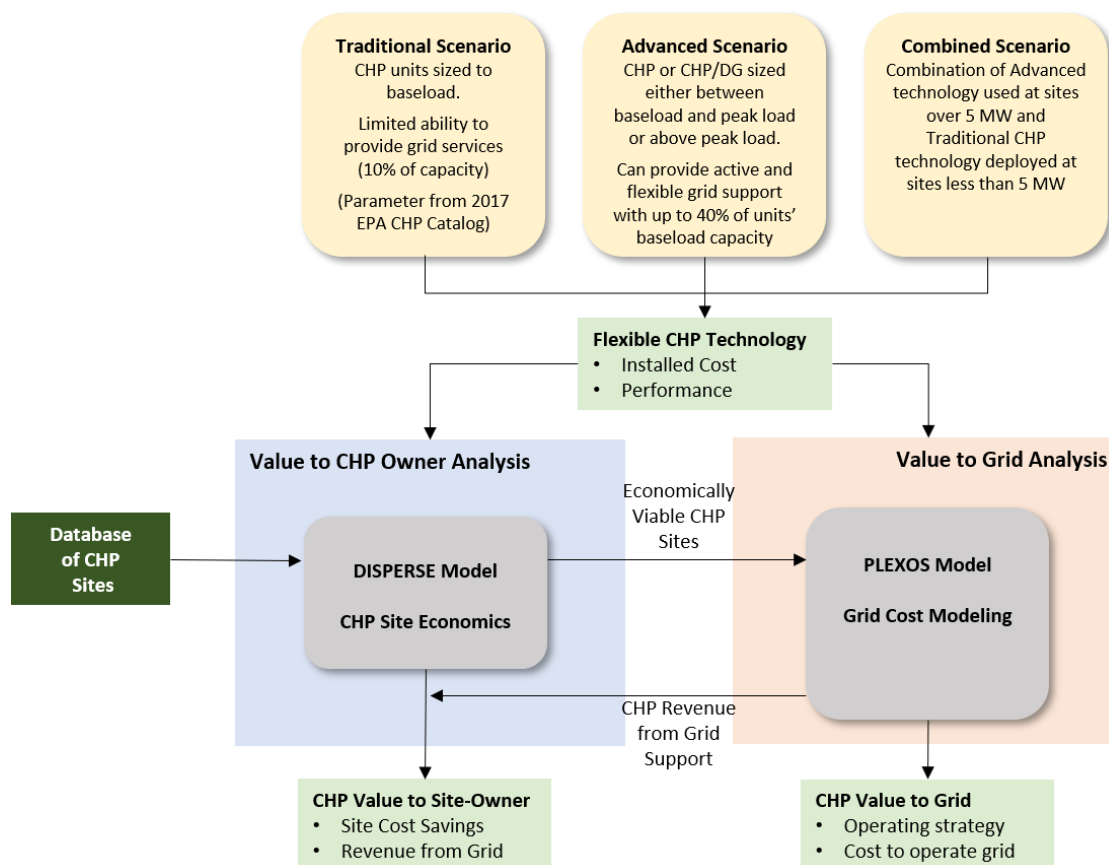 Traditional Scenario
CHP units sized to
baseload.
Limited ability to
provide grid services
(10% of capacity)
(Parameter from 2017
EPA CHP Catalog)
Advanced Scenario
CHP or CHP/DG sized
either between
baseload and peak load
or above peak load.
Can provide active and
flexible grid support
with up to 40% of units’
baseload capacity
Combined Scenario
Combination of Advanced
technology used at sites
over 5 MW and
Traditional CHP
technology deployed at
sites less than 5 MW
Flexible CHP Technology
• Installed Cost
• Performance
Value to CHP Owner Analysis
Value to Grid Analysis
Database
of CHP
Sites
DISPERSE Model
CHP Site Economics
Economically
Viable CHP
Sites
PLEXOS Model
Grid Cost Modeling
CHP Revenue
from Grid
Support
CHP Value to Site-Owner
• Site Cost Savings
• Revenue from Grid
CHP Value to Grid
• Operating strategy
• Cost to operate grid